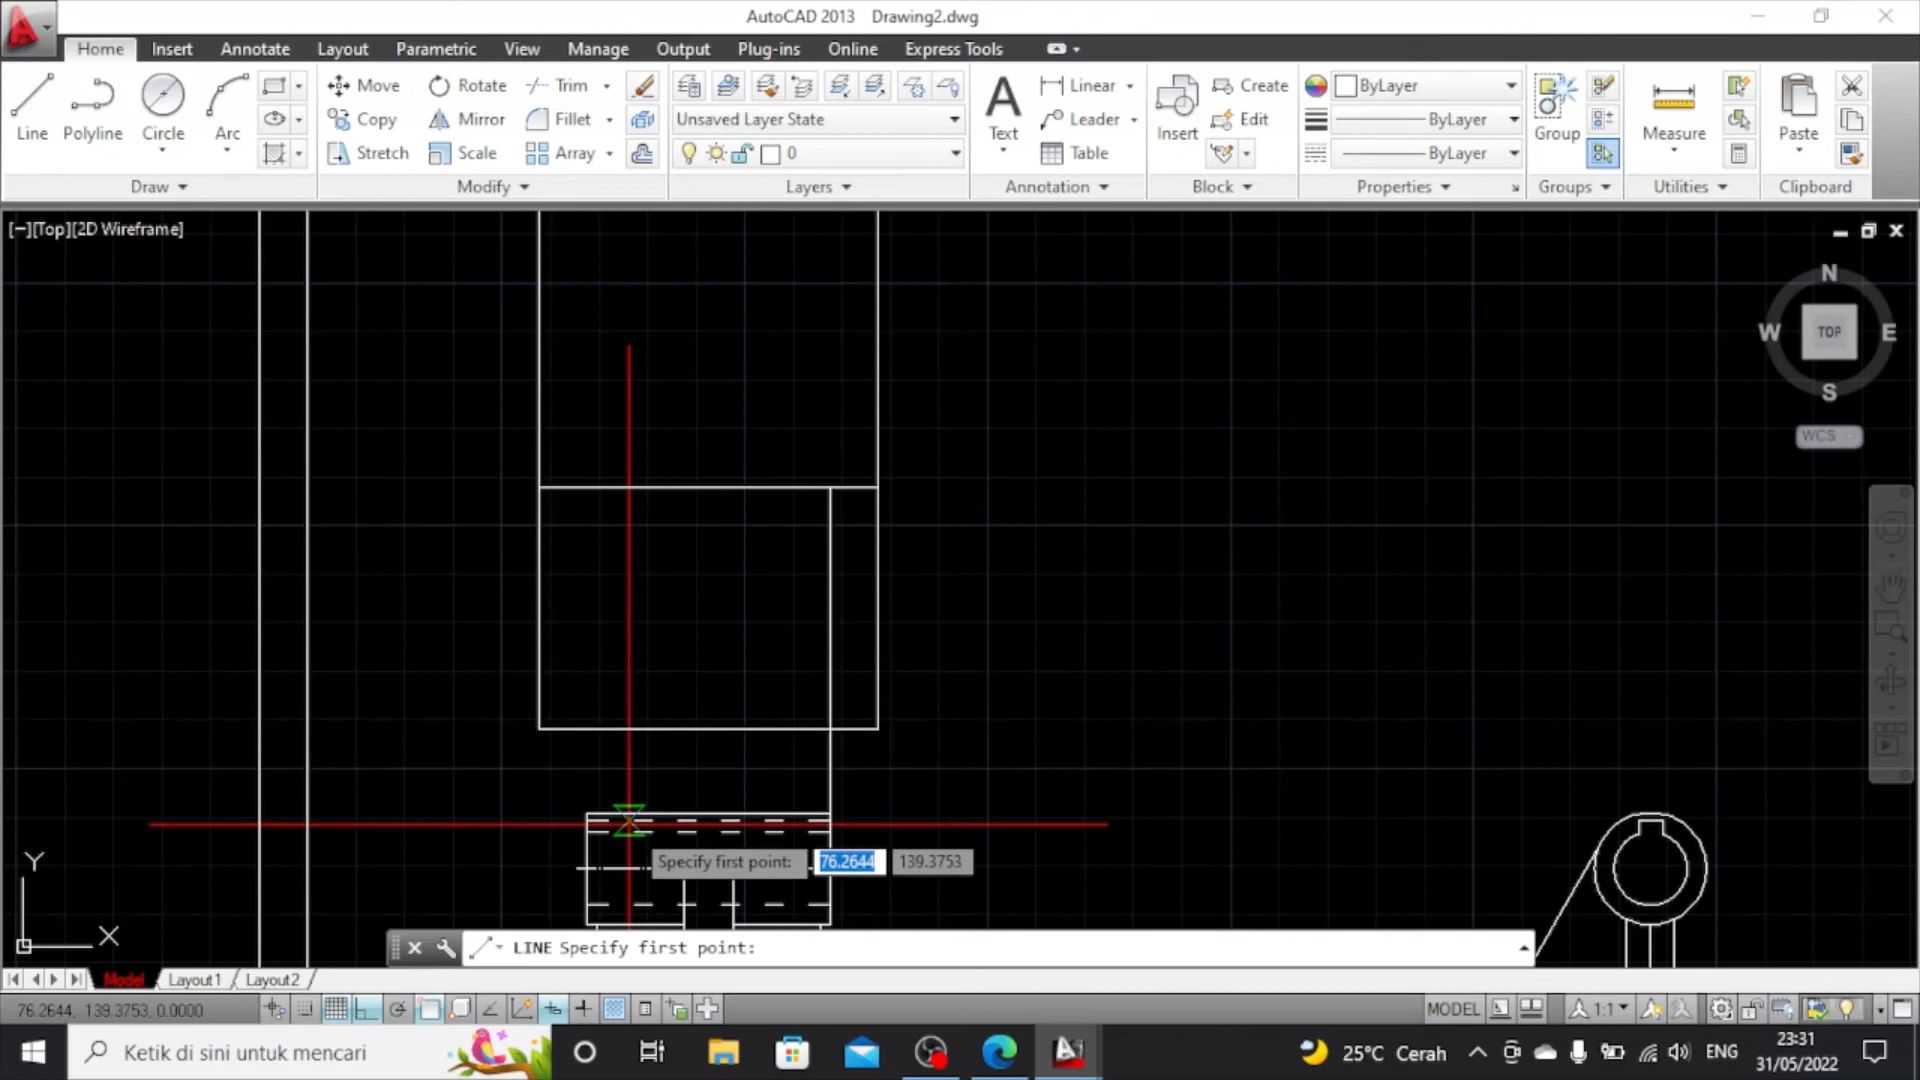 AutoCAD 2013 Drawing2.dwg
Home Insert Annotate Layout Parametric View Manage Output Plug-ins Online Express Tools
Line Polyline Circle Arc
Move Rotate Trim
Copy Mirror Fillet
Stretch Scale Array
Unsaved Layer State
0
Text
Linear
Leader
Table
Insert
Create
Edit
ByLayer
ByLayer
ByLayer
Group
Measure
Paste
Draw Modify Layers Annotation Block Properties Groups Utilities Clipboard
[−][Top][2D Wireframe]
N
W TOP E
S
WCS
Specify first point: 76.2644 139.3753
Y
X
LINE Specify first point:
Model Layout1 Layout2
76.2644, 139.3753, 0.0000
MODEL 1:1
Ketik di sini untuk mencari
25°C Cerah
ENG
23:31
31/05/2022